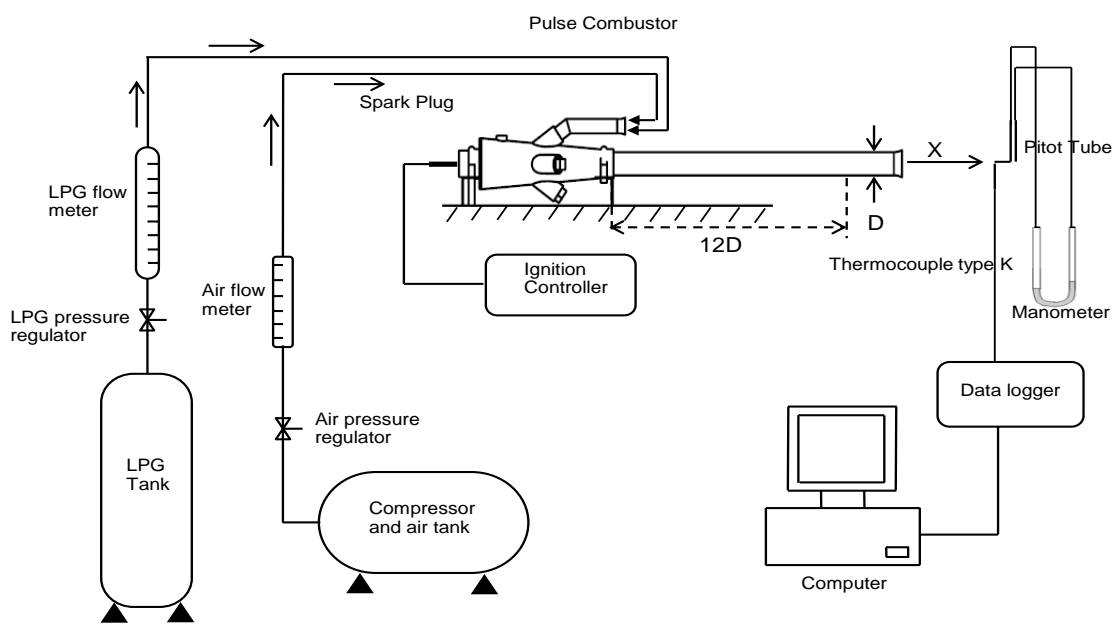 Pulse Combustor
Spark Plug
X
Pitot Tube
LPG flow
meter
D
12D
Thermocouple type K
Ignition
Controller
Air flow
meter
Manometer
LPG pressure
regulator
Data logger
Air pressure
regulator
LPG
Tank
Compressor
and air tank
Computer